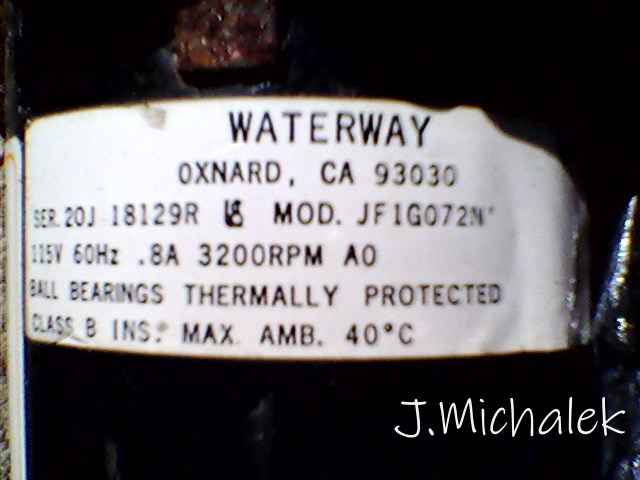 WATERWAY
OXNARD, CA 93030
SER. 20J 18129R MOD. JF1G072N
115V 60Hz .8A 3200RPM AO
BALL BEARINGS THERMALLY PROTECTED
CLASS B INS. MAX. AMB. 40°C
J.Michalek